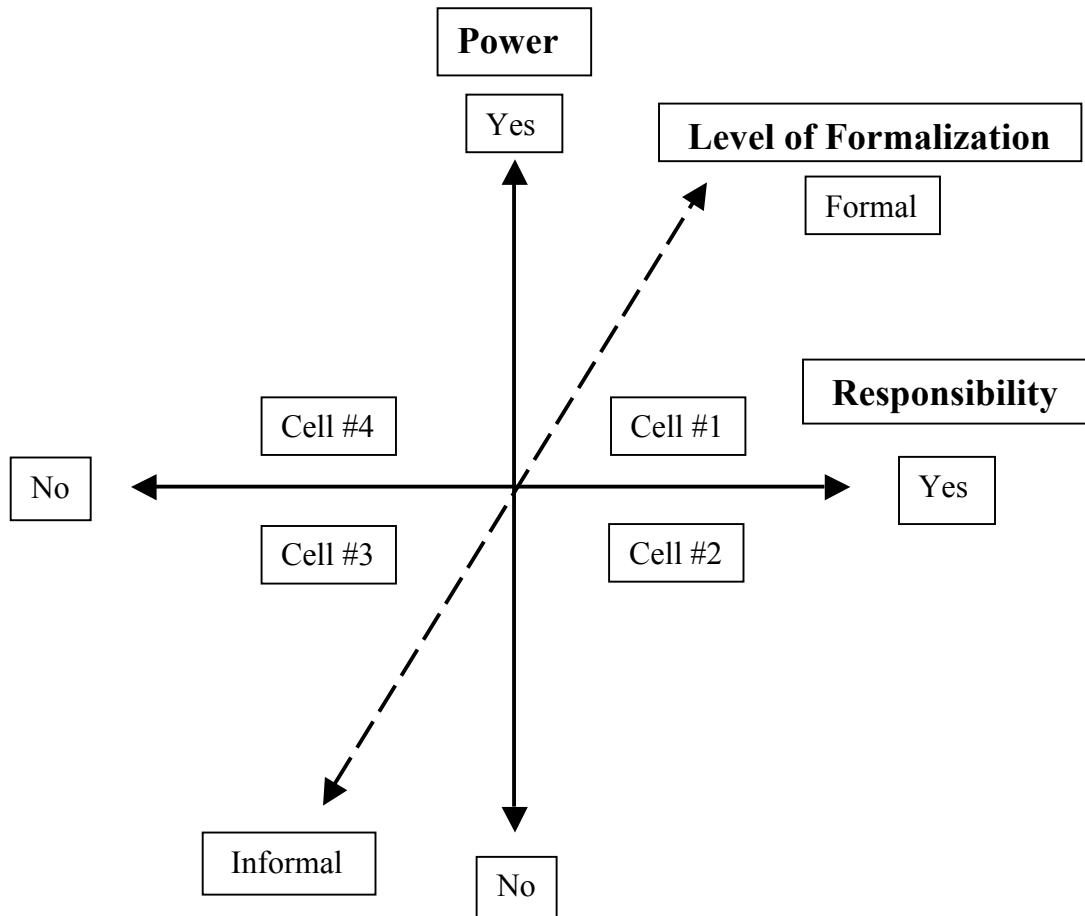 Power
Yes
Level of Formalization
Formal
Responsibility
Cell #4
Cell #1
No
Yes
Cell #3
Cell #2
Informal
No